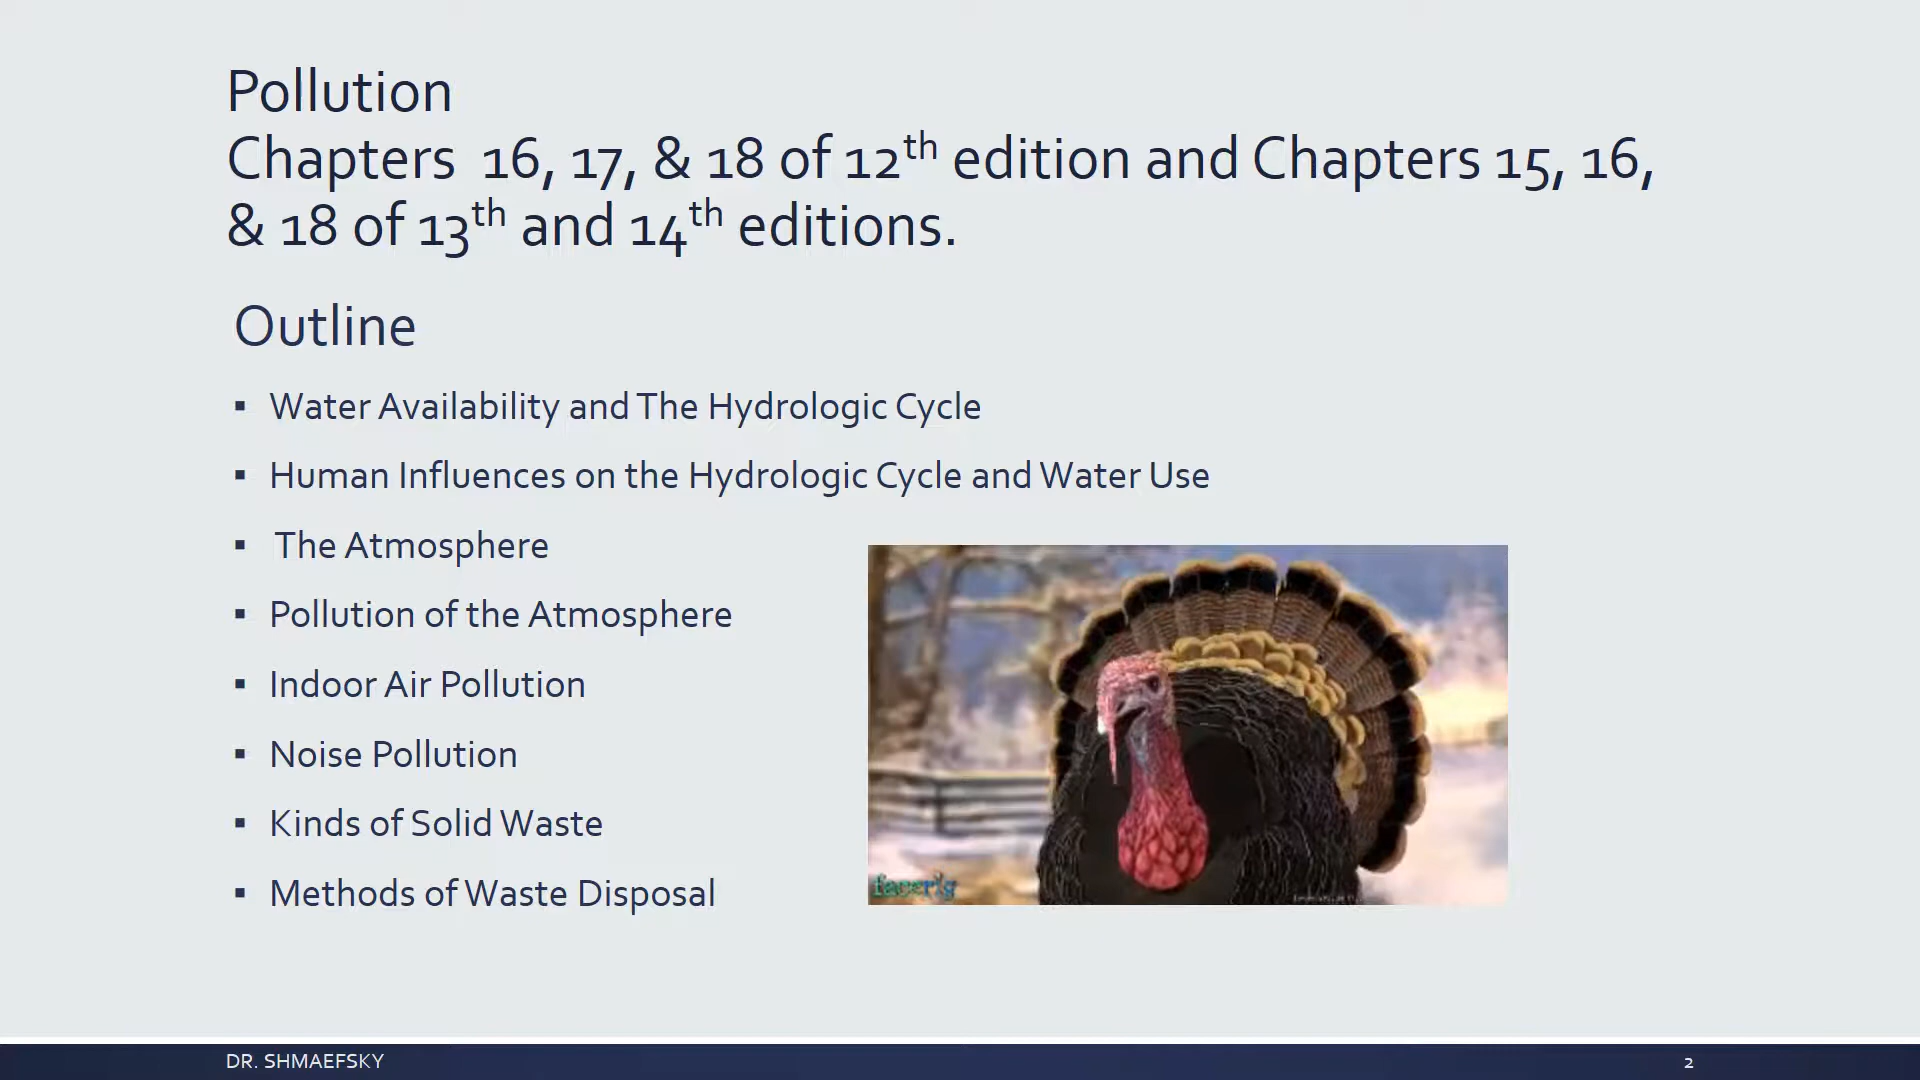 Pollution
Chapters 16, 17, & 18 of 12th edition and Chapters 15, 16,
& 18 of 13th and 14th editions.
Outline
▪ Water Availability and The Hydrologic Cycle
▪ Human Influences on the Hydrologic Cycle and Water Use
▪ The Atmosphere
▪ Pollution of the Atmosphere
▪ Indoor Air Pollution
▪ Noise Pollution
▪ Kinds of Solid Waste
▪ Methods of Waste Disposal
facerig
DR. SHMAEFSKY
2